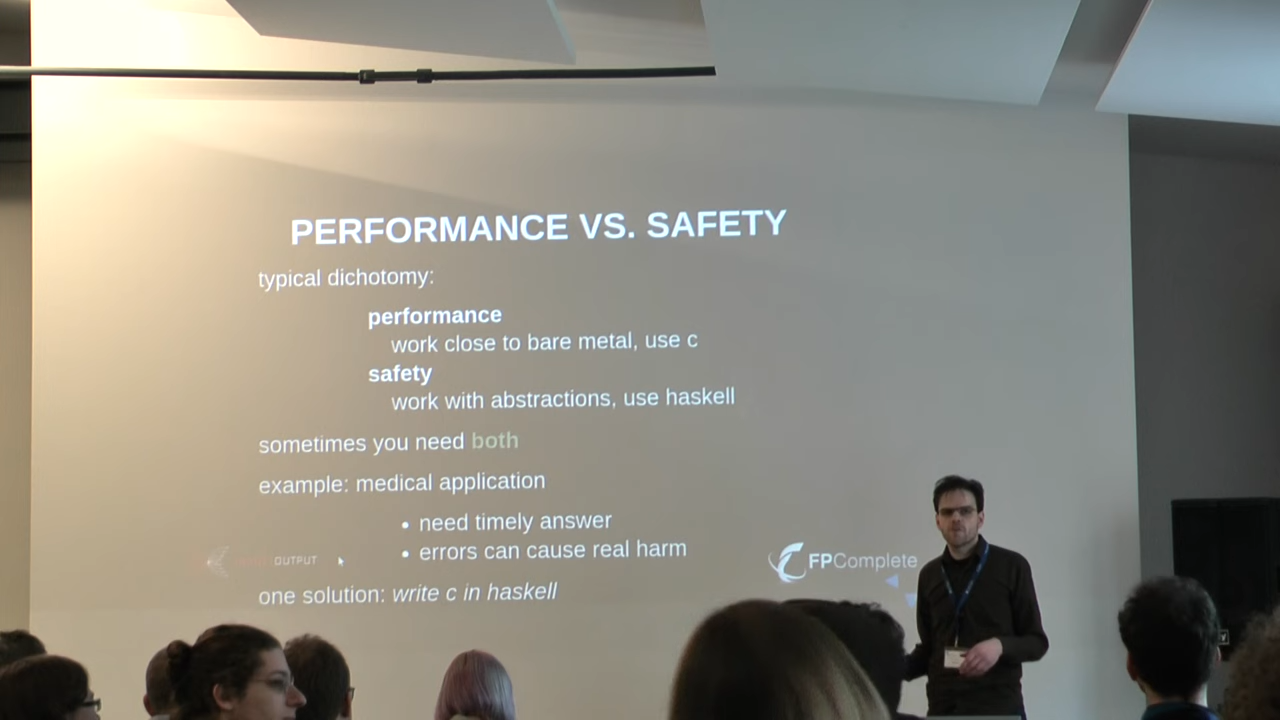 PERFORMANCE VS. SAFETY
typical dichotomy:
performance
work close to bare metal, use c
safety
work with abstractions, use haskell
sometimes you need both
example: medical application
• need timely answer
• errors can cause real harm
OUTPUT
FPComplete
one solution: write c in haskell